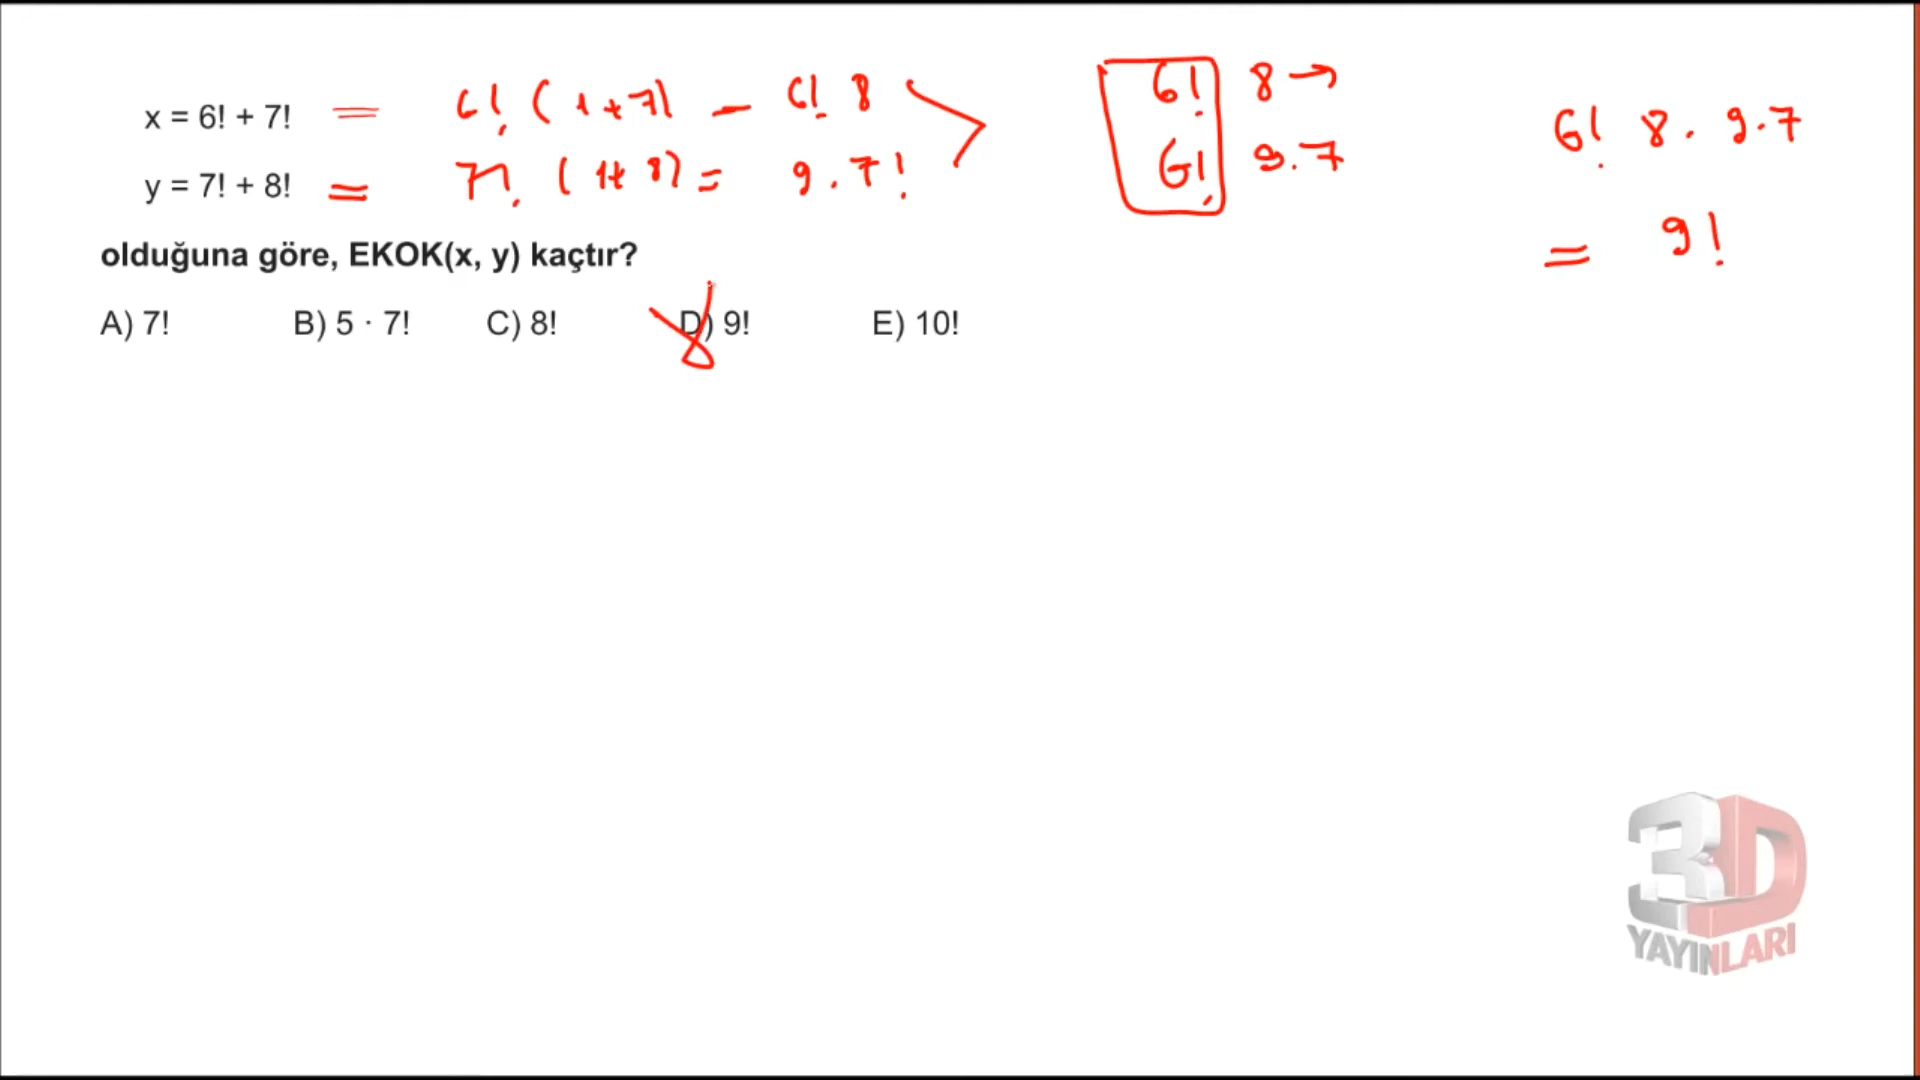 x = 6! + 7! = 6! (1+7) - 6! 8
y = 7! + 8! = 7! (1+8) = 9.7!
6! 8 →
6! 9.7
6! 8. 9.7
= 9!
olduğuna göre, EKOK(x, y) kaçtır?
A) 7! B) 5 · 7! C) 8! D) 9! E) 10!
3D
YAYINLARI